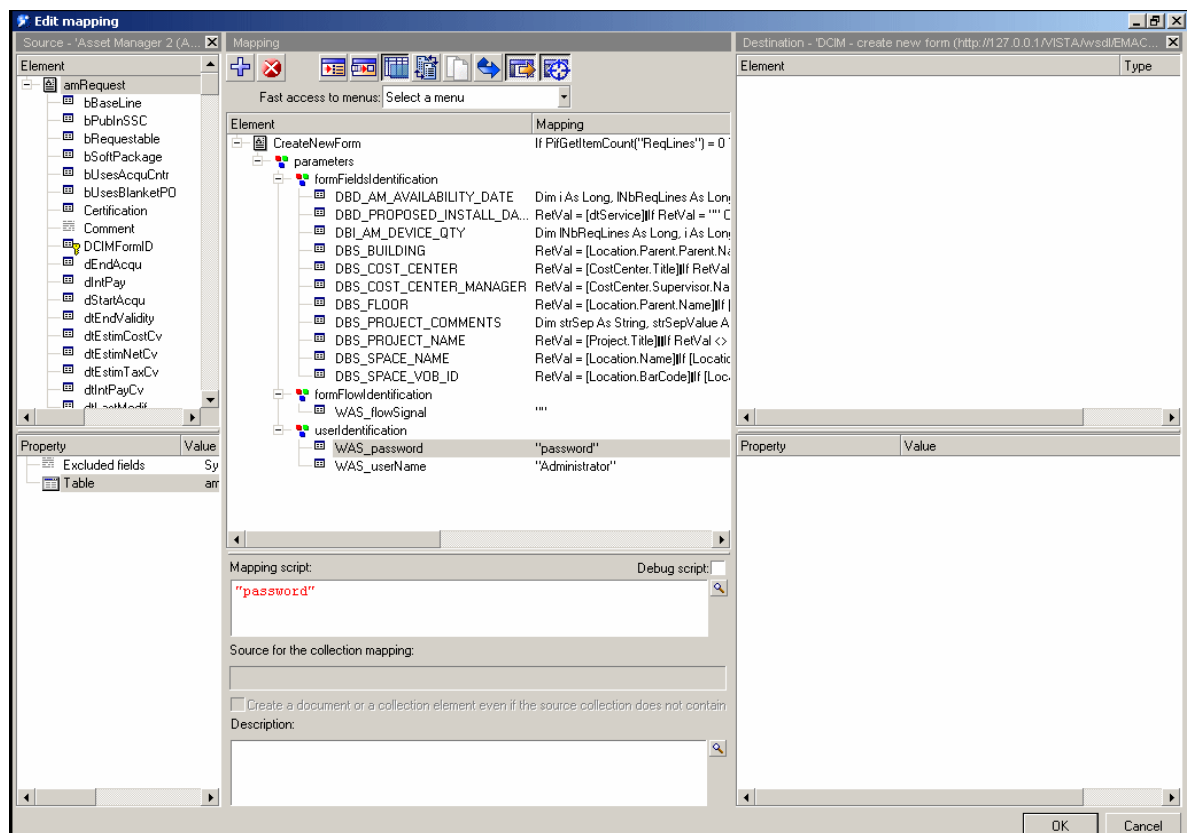 Edit mapping
Source - 'Asset Manager 2 (A...
Element
amRequest
bBaseLine
bPubInSSC
bRequestable
bSoftPackage
bUsesAcquCntr
bUsesBlanketPO
Certification
Comment
DCIMFormID
dEndAcqu
dIntPay
dStartAcqu
dtEndValidity
dtEstimCostCv
dtEstimNetCv
dtEstimTaxCv
dtIntPayCv
dtLastModif
Property Value
Excluded fields Sy
Table am
Mapping
Fast access to menus: Select a menu
Element Mapping
CreateNewForm If PifGetItemCount("ReqLines") = 0
parameters
formFieldsIdentification
DBD_AM_AVAILABILITY_DATE Dim i As Long, lNbReqLines As Long
DBD_PROPOSED_INSTALL_DA... RetVal = [dtService]||If RetVal = "" 
DBI_AM_DEVICE_QTY Dim lNbReqLines As Long, i As Long
DBS_BUILDING RetVal = [Location.Parent.Parent.Na
DBS_COST_CENTER RetVal = [CostCenter.Title]||If RetVal
DBS_COST_CENTER_MANAGER RetVal = [CostCenter.Supervisor.Na
DBS_FLOOR RetVal = [Location.Parent.Name]||If [
DBS_PROJECT_COMMENTS Dim strSep As String, strSepValue A
DBS_PROJECT_NAME RetVal = [Project.Title]||||If RetVal <>
DBS_SPACE_NAME RetVal = [Location.Name]||If [Locatio
DBS_SPACE_VOB_ID RetVal = [Location.BarCode]||If [Loc
formFlowIdentification
WAS_flowSignal ""
userIdentification
WAS_password "password"
WAS_userName "Administrator"
Mapping script: Debug script:
"password"
Source for the collection mapping:
Create a document or a collection element even if the source collection does not contain
Description:
Destination - 'DCIM - create new form (http://127.0.0.1/VISTA/wsdl/EMAC...
Element Type
Property Value
OK Cancel